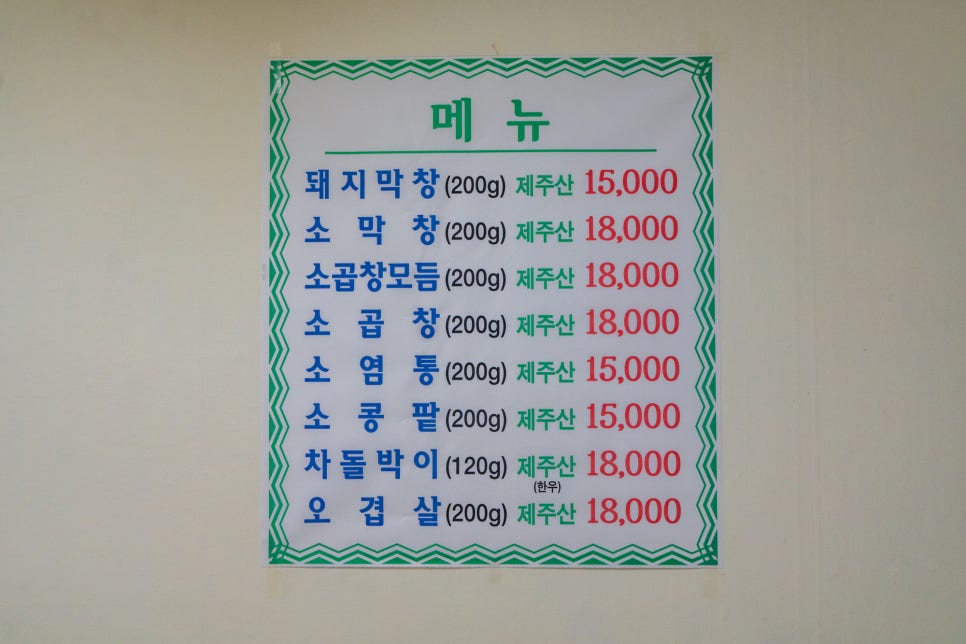 메뉴
돼지막창(200g) 제주산 15,000
소막창(200g) 제주산 18,000
소곱창모듬(200g) 제주산 18,000
소곱창(200g) 제주산 18,000
소염통(200g) 제주산 15,000
소콩팥(200g) 제주산 15,000
차돌박이(120g) 제주산 18,000
(한우)
오겹살(200g) 제주산 18,000